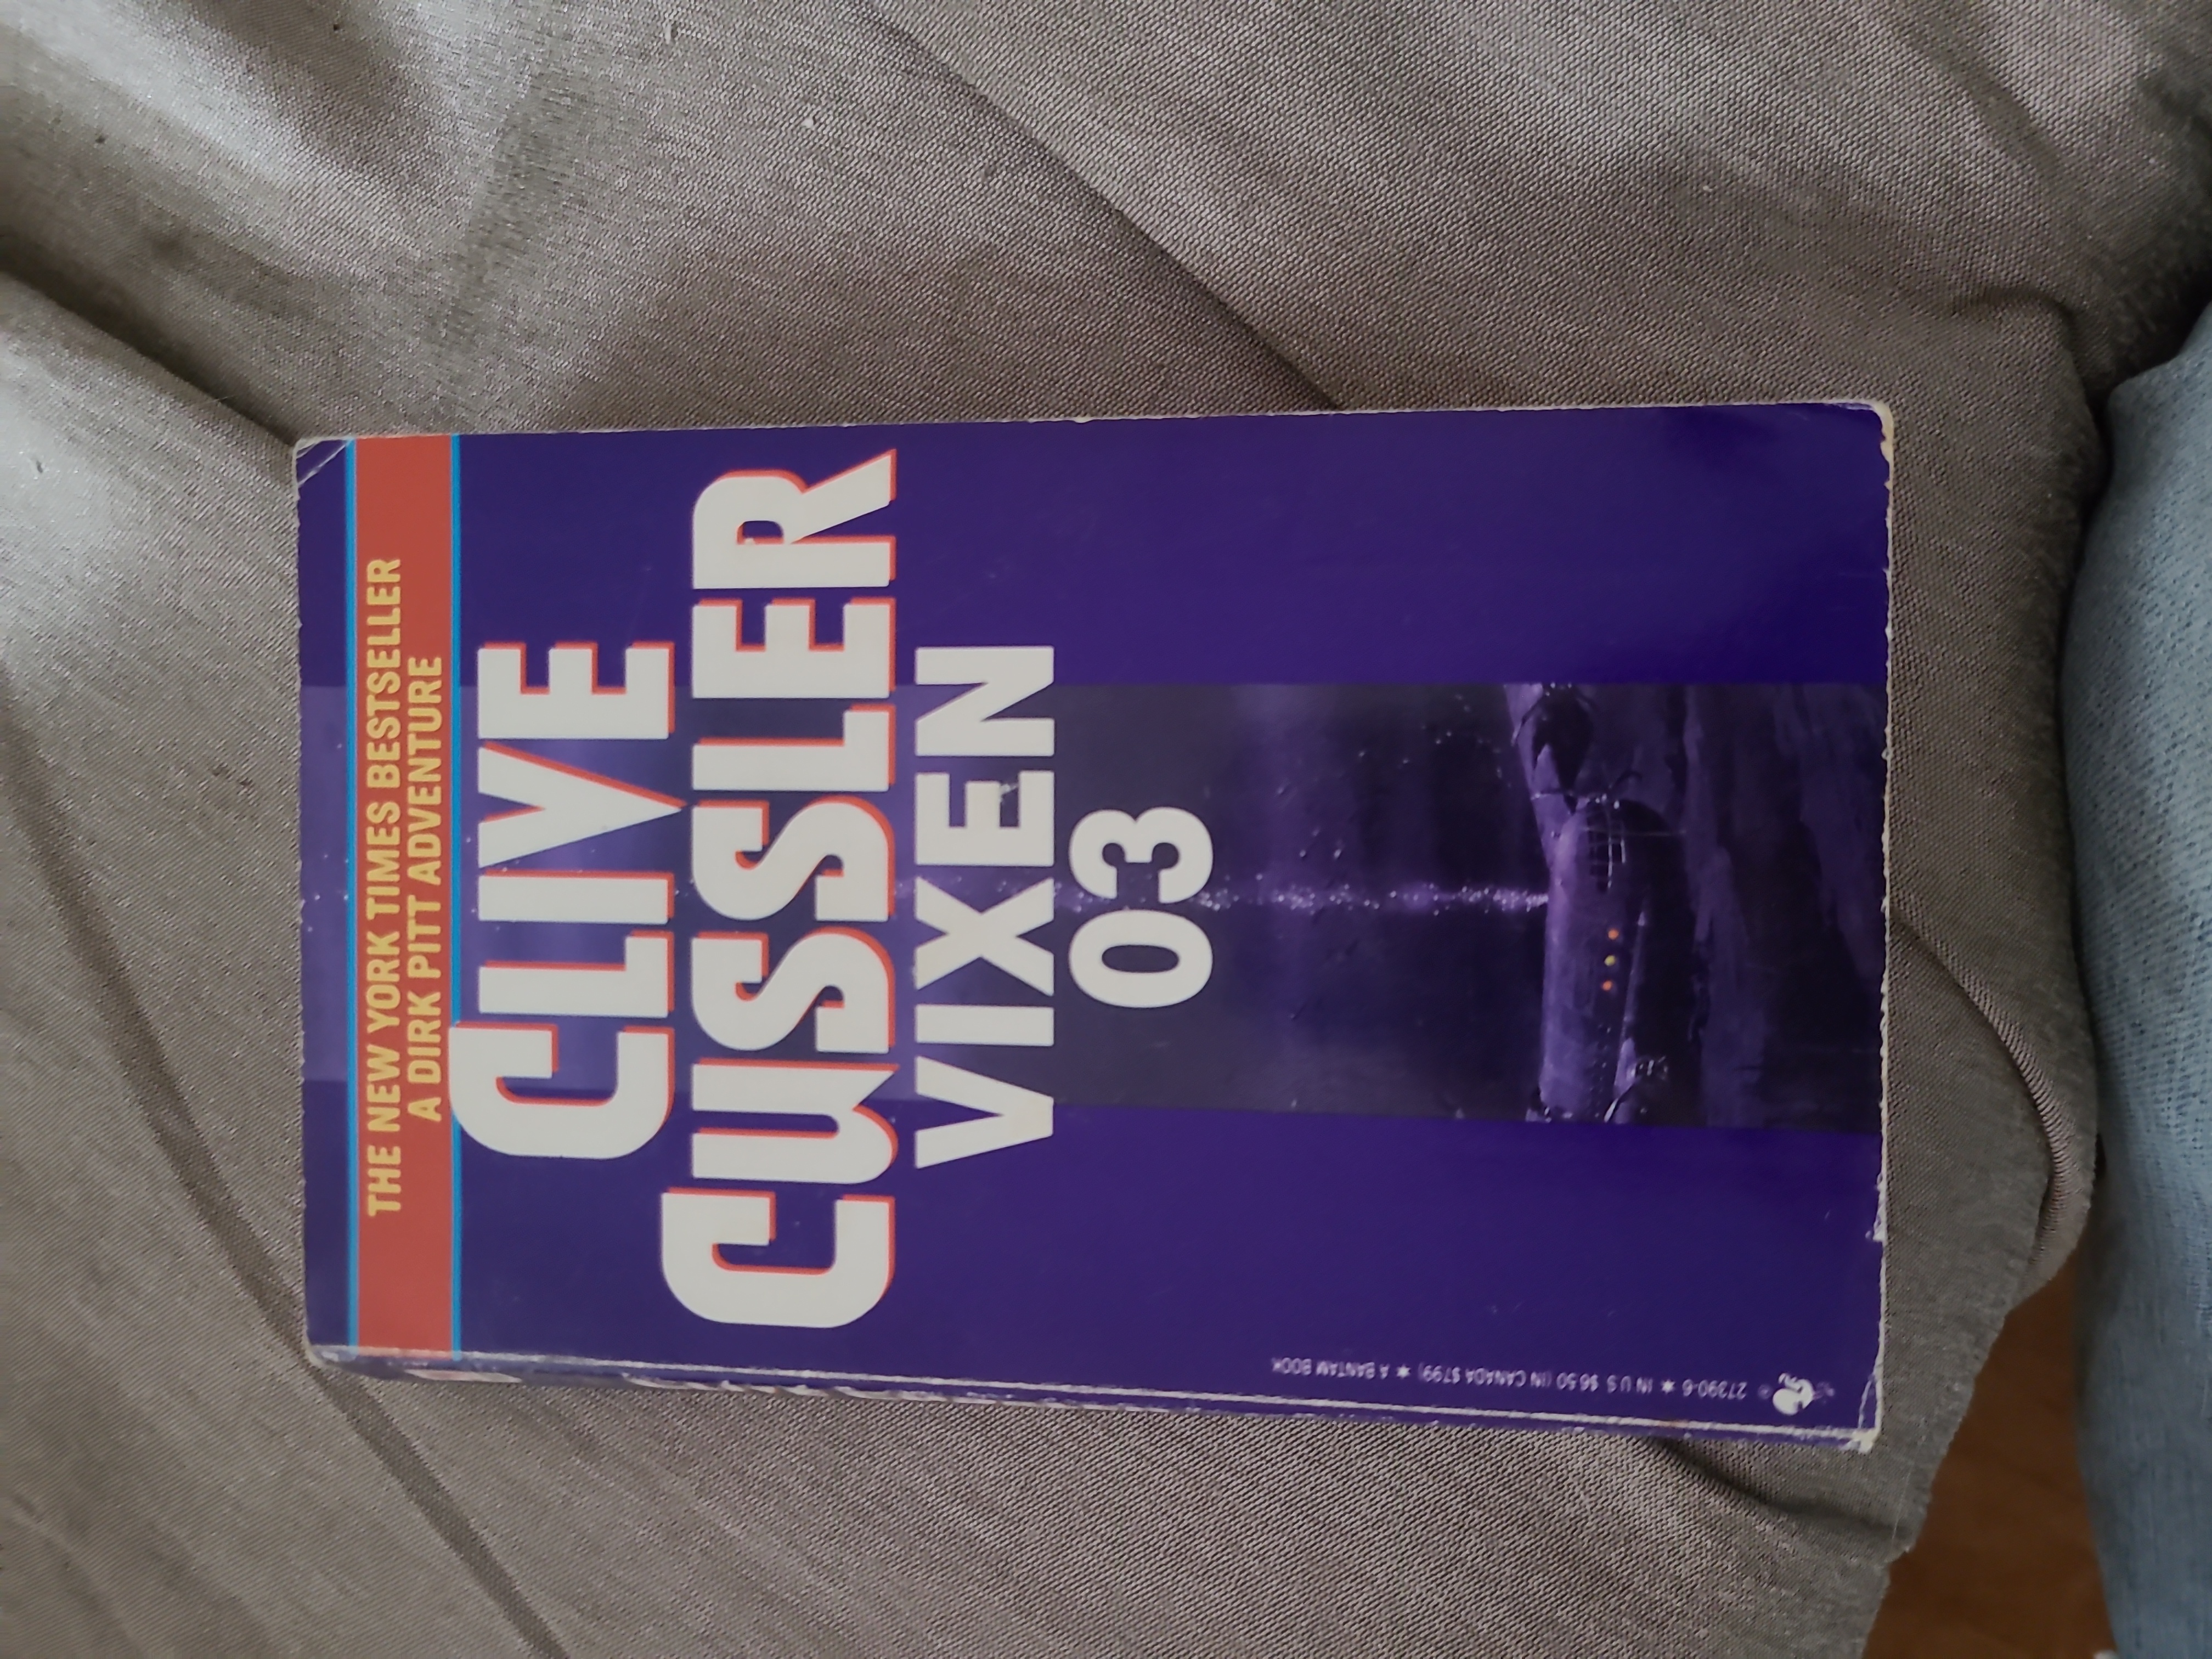 THE NEW YORK TIMES BESTSELLER
A DIRK PITT ADVENTURE
CLIVE
CUSSLER
VIXEN
03
27390-6 ★ IN U.S. $6.50 (IN CANADA $7.99) ★ A BANTAM BOOK